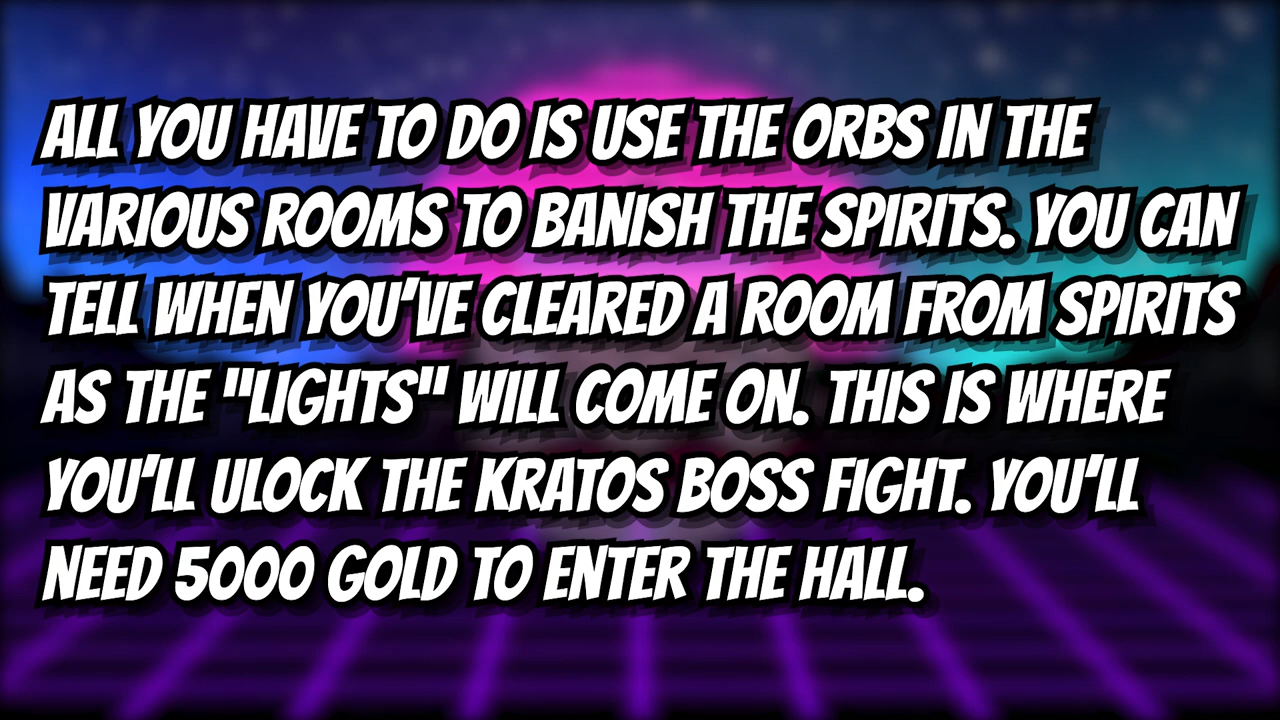 ALL YOU HAVE TO DO IS USE THE ORBS IN THE
VARIOUS ROOMS TO BANISH THE SPIRITS. YOU CAN
TELL WHEN YOU'VE CLEARED A ROOM FROM SPIRITS
AS THE "LIGHTS" WILL COME ON. THIS IS WHERE
YOU'LL ULOCK THE KRATOS BOSS FIGHT. YOU'LL
NEED 5000 GOLD TO ENTER THE HALL.